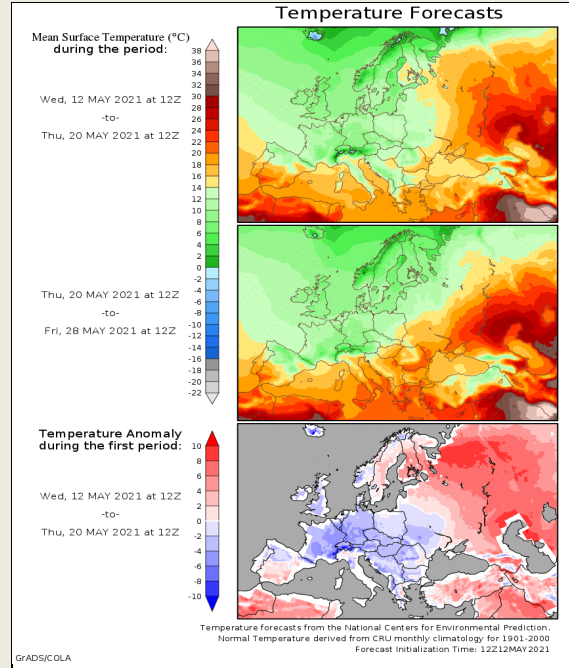 Temperature Forecasts
Mean Surface Temperature (°C)
during the period:
38
36
34
32
30
28
26
24
22
20
18
16
14
12
10
8
6
4
2
0
-2
-4
-6
-8
-10
-12
-14
-16
-18
-20
-22
Wed, 12 MAY 2021 at 12Z
-to-
Thu, 20 MAY 2021 at 12Z
Thu, 20 MAY 2021 at 12Z
-to-
Fri, 28 MAY 2021 at 12Z
Temperature Anomaly
during the first period:
10
8
6
4
2
0
-2
-4
-6
-8
-10
Wed, 12 MAY 2021 at 12Z
-to-
Thu, 20 MAY 2021 at 12Z
Temperature forecasts from the National Centers for Environmental Prediction.
Normal Temperature derived from CRU monthly climatology for 1901-2000
Forecast Initialization Time: 12Z12MAY2021
GrADS/COLA